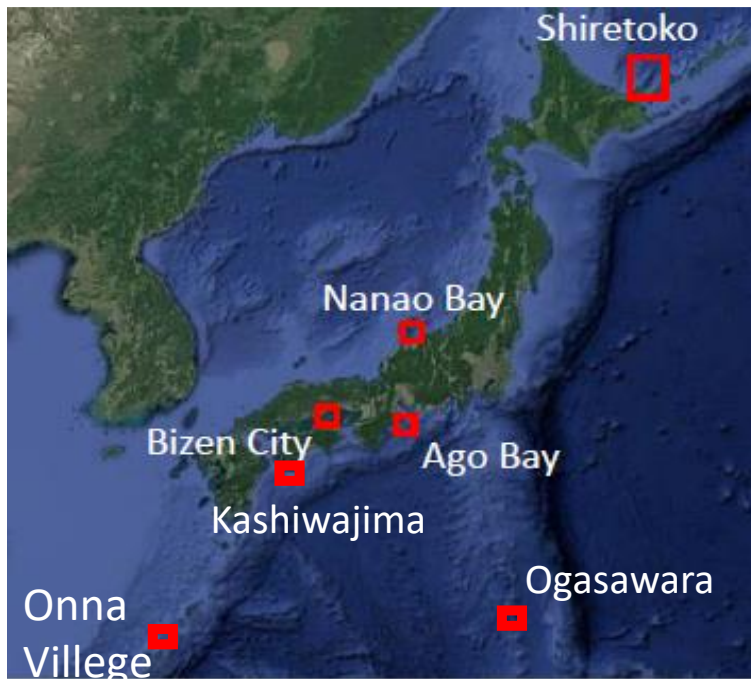 Shiretoko
Nanao Bay
Bizen City
Ago Bay
Kashiwajima
Ogasawara
Onna
Villege